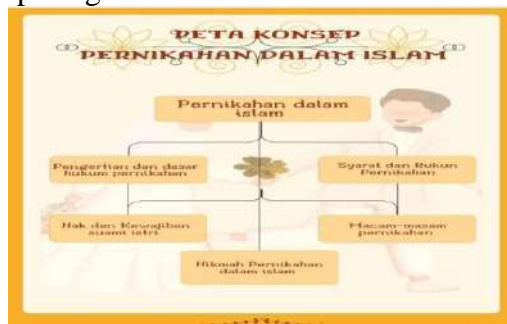 PETA KONSEP
PERNIKAHAN DALAM ISLAM
Pernikahan dalam
islam
Pengertian dan dasar
hukum pernikahan
Syarat dan Rukun
Pernikahan
Hak dan Kewajiban
suami istri
Macam-macam
pernikahan
Hikmah Pernikahan
dalam islam